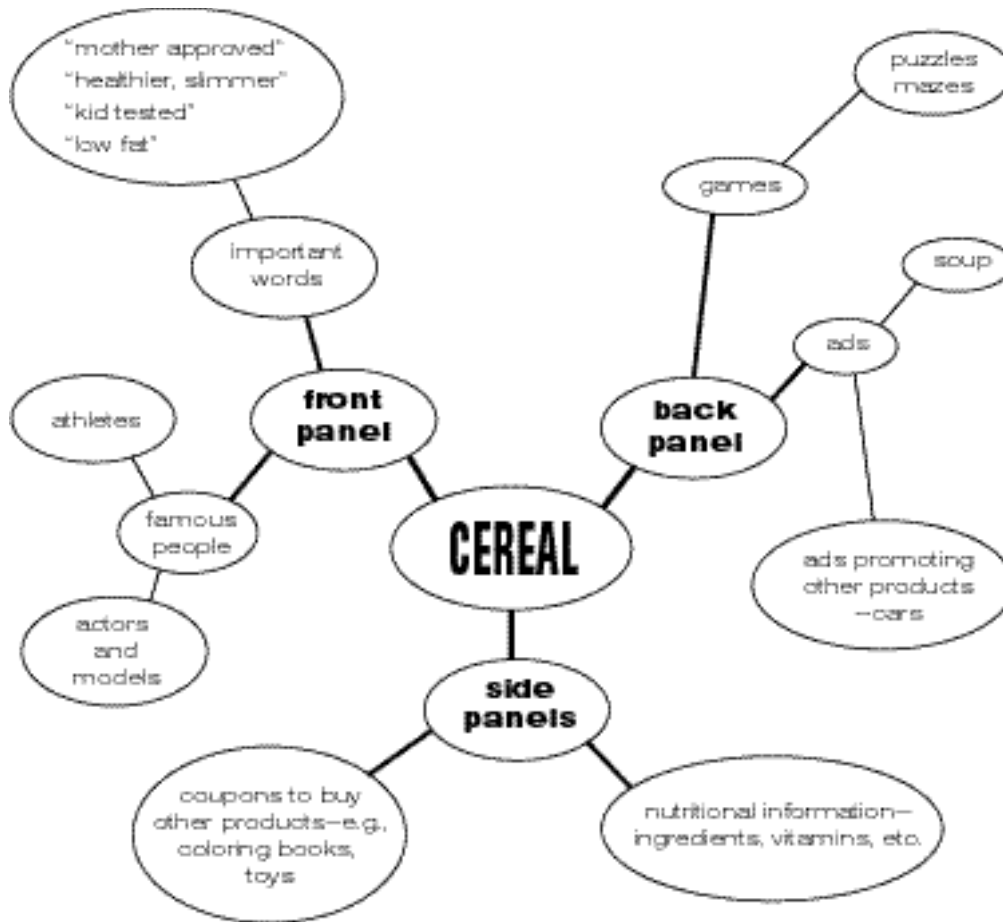 "mother approved"
"healthier, slimmer"
"kid tested"
"low fat"
important
words
front
panel
athletes
famous
people
actors
and
models
puzzles
mazes
games
soup
ads
back
panel
ads promoting
other products
—cars
CEREAL
side
panels
coupons to buy
other products—e.g.,
coloring books,
toys
nutritional information—
ingredients, vitamins, etc.